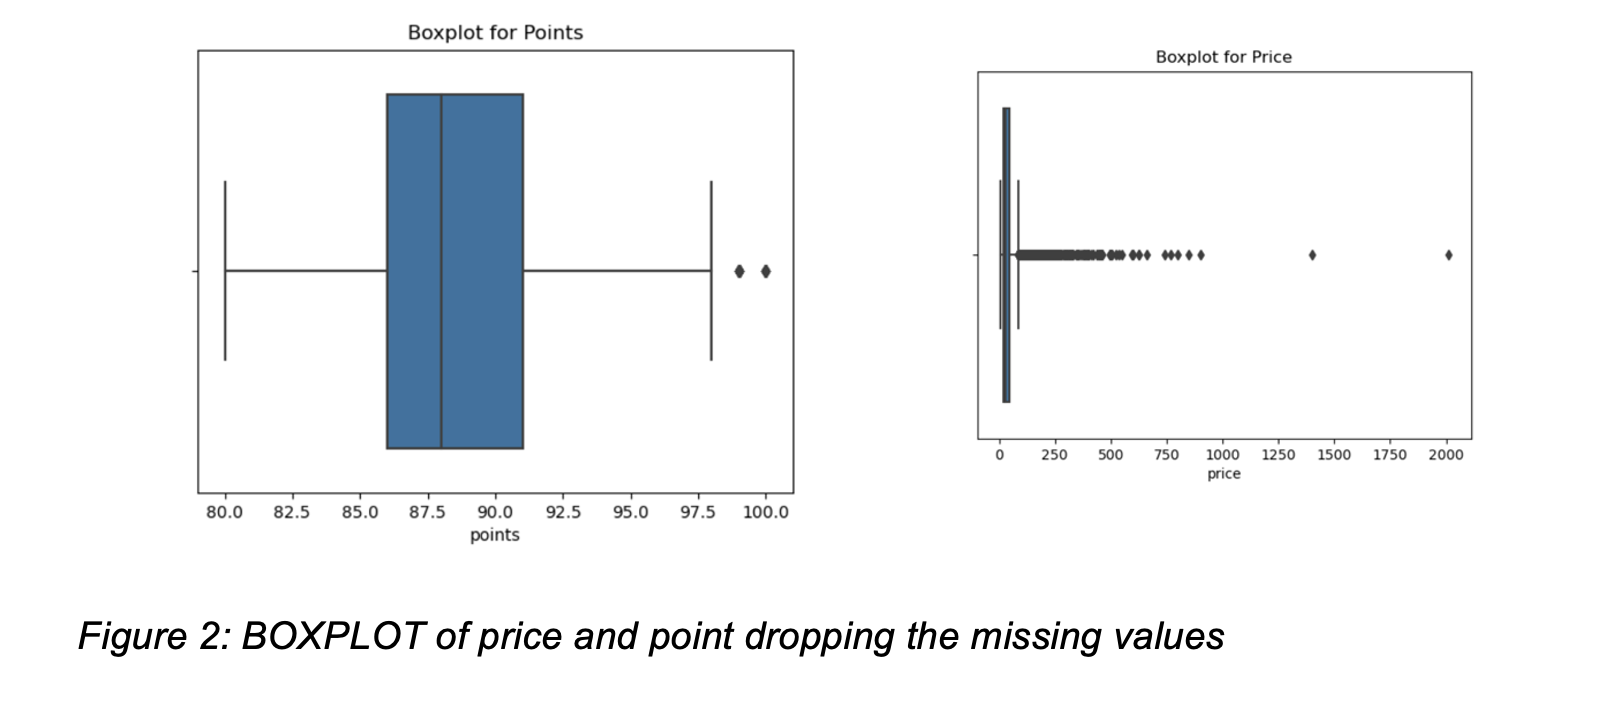 Boxplot for Points
80.0 82.5 85.0 87.5 90.0 92.5 95.0 97.5 100.0
points
Boxplot for Price
0 250 500 750 1000 1250 1500 1750 2000
price
Figure 2: BOXPLOT of price and point dropping the missing values